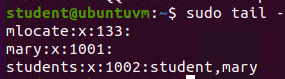 student@ubuntuvm:~$ sudo tail -
mlocate:x:133:
mary:x:1001:
students:x:1002:student,mary